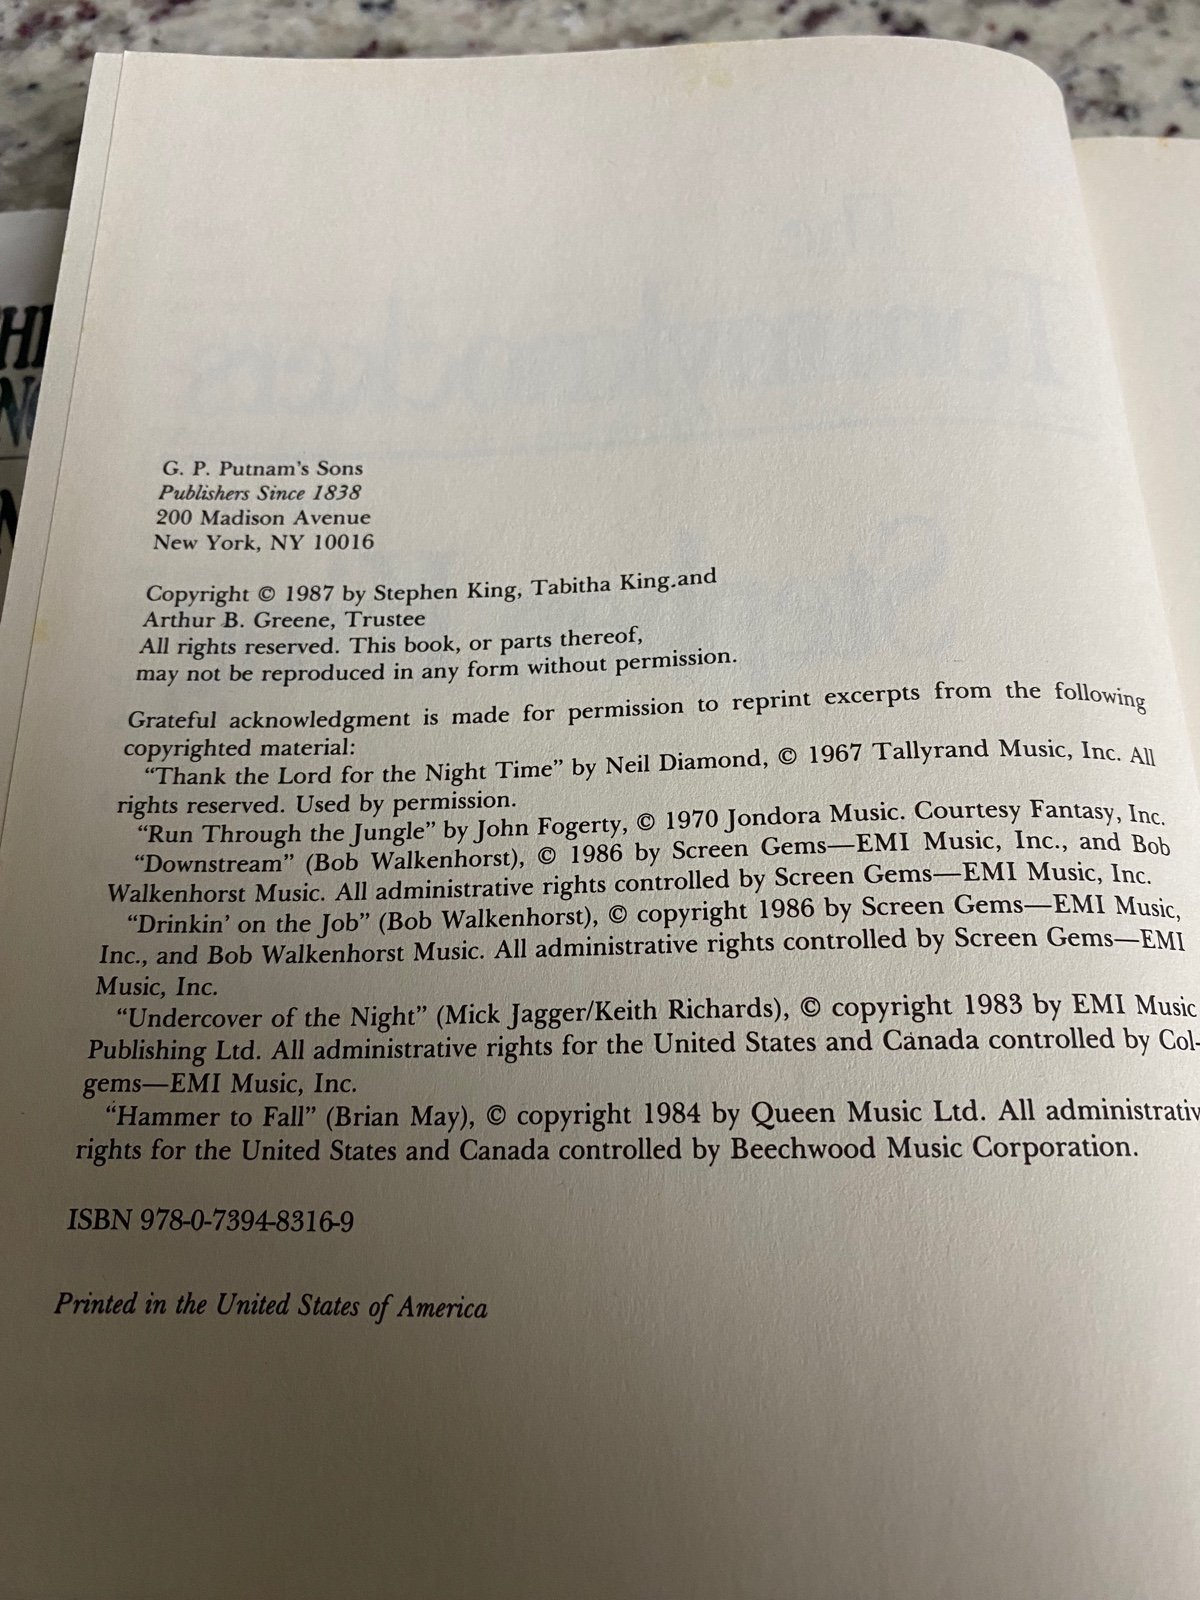 G. P. Putnam's Sons
Publishers Since 1838
200 Madison Avenue
New York, NY 10016
Copyright © 1987 by Stephen King, Tabitha King.and
Arthur B. Greene, Trustee
All rights reserved. This book, or parts thereof,
may not be reproduced in any form without permission.
Grateful acknowledgment is made for permission to reprint excerpts from the following
copyrighted material:
“Thank the Lord for the Night Time” by Neil Diamond, © 1967 Tallyrand Music, Inc. All
rights reserved. Used by permission.
“Run Through the Jungle” by John Fogerty, © 1970 Jondora Music. Courtesy Fantasy, Inc.
“Downstream” (Bob Walkenhorst), © 1986 by Screen Gems—EMI Music, Inc., and Bob
Walkenhorst Music. All administrative rights controlled by Screen Gems—EMI Music, Inc.
“Drinkin’ on the Job” (Bob Walkenhorst), © copyright 1986 by Screen Gems—EMI Music,
Inc., and Bob Walkenhorst Music. All administrative rights controlled by Screen Gems—EMI
Music, Inc.
“Undercover of the Night” (Mick Jagger/Keith Richards), © copyright 1983 by EMI Music
Publishing Ltd. All administrative rights for the United States and Canada controlled by Col-
gems—EMI Music, Inc.
“Hammer to Fall” (Brian May), © copyright 1984 by Queen Music Ltd. All administrativ
rights for the United States and Canada controlled by Beechwood Music Corporation.
ISBN 978-0-7394-8316-9
Printed in the United States of America